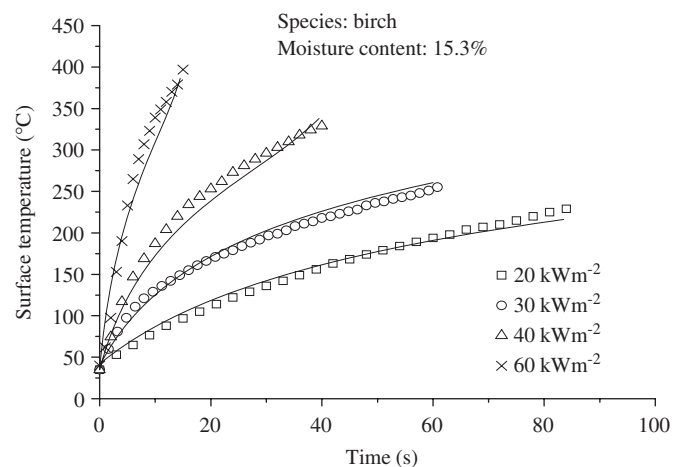 Species: birch
Moisture content: 15.3%
450
400
350
300
250
200
150
100
50
0
Surface temperature (°C)
20 kWm-2
30 kWm-2
40 kWm-2
60 kWm-2
0 20 40 60 80 100
Time (s)